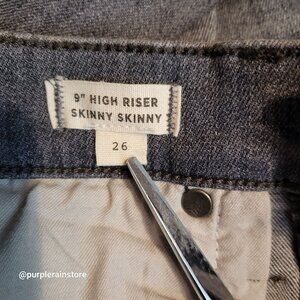 9" HIGH RISER
SKINNY SKINNY
26
@purplerainstore